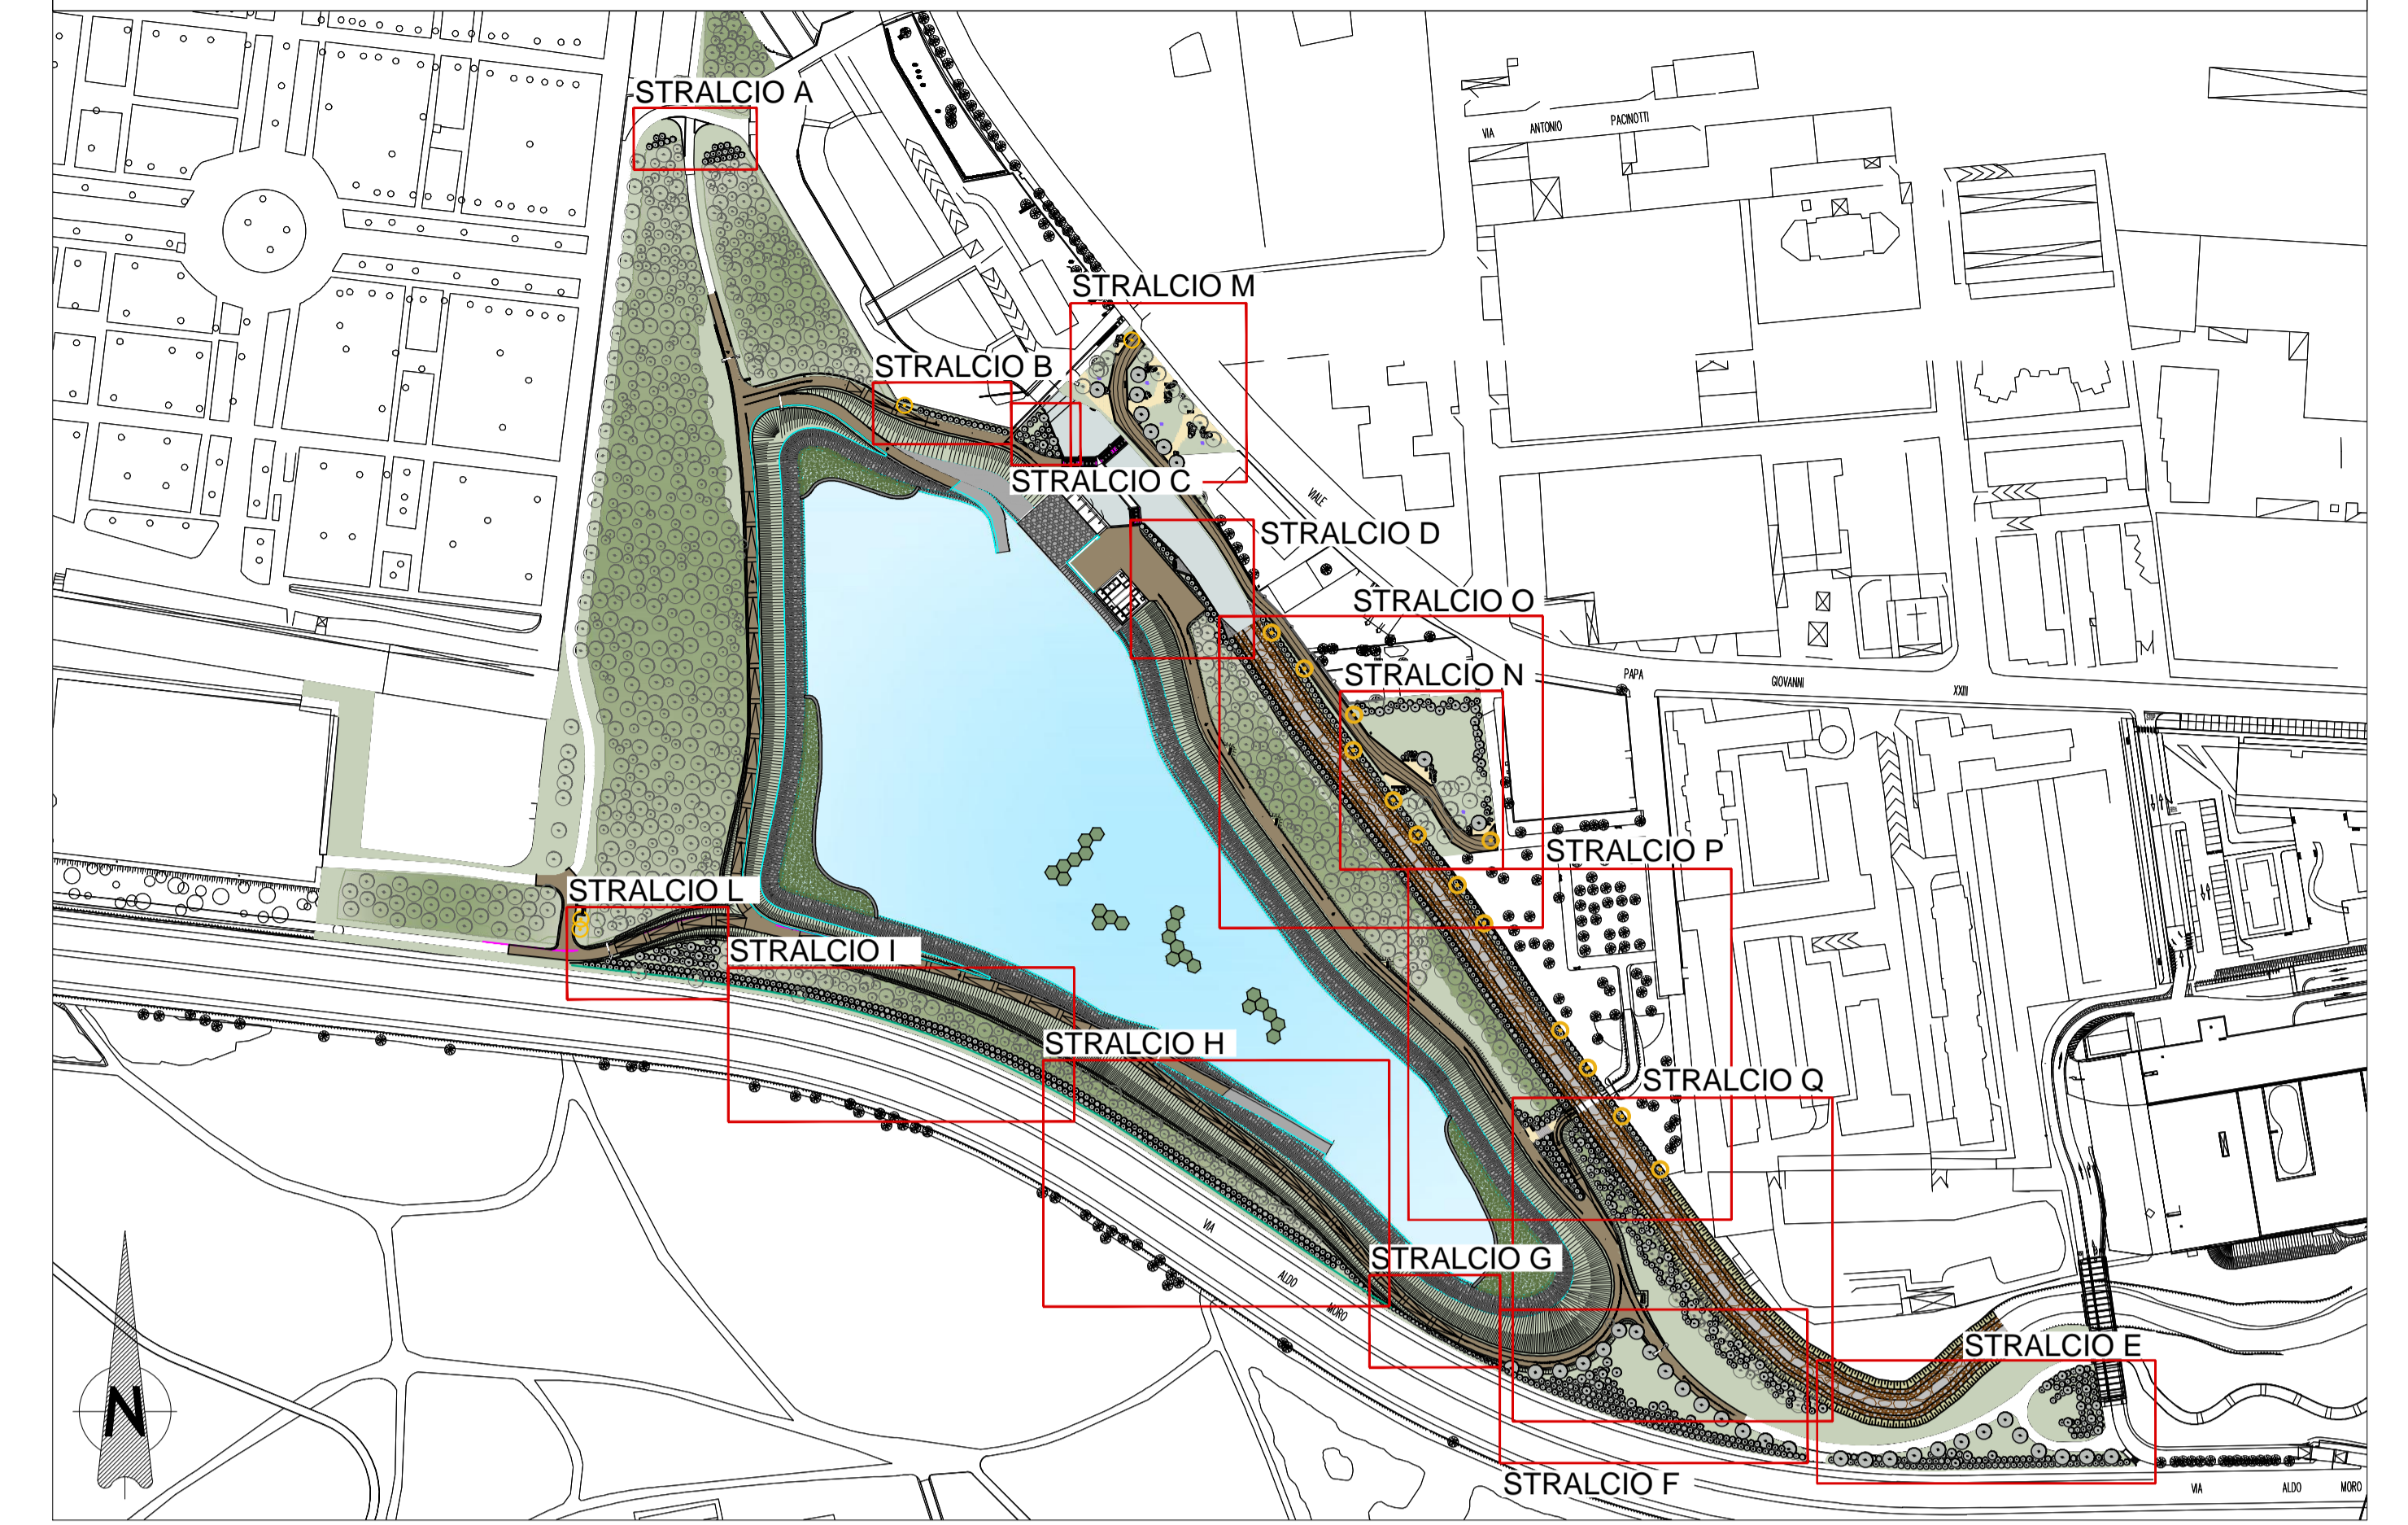 STRALCIO A
VIA ANTONIO PACINOTTI
STRALCIO M
STRALCIO B
STRALCIO C
VIALE
STRALCIO D
STRALCIO O
STRALCIO N
PAPA GIOVANNI XXIII
STRALCIO P
STRALCIO L
STRALCIO I
STRALCIO H
STRALCIO Q
VIA ALDO MORO
STRALCIO G
STRALCIO E
N
STRALCIO F
VIA ALDO MORO